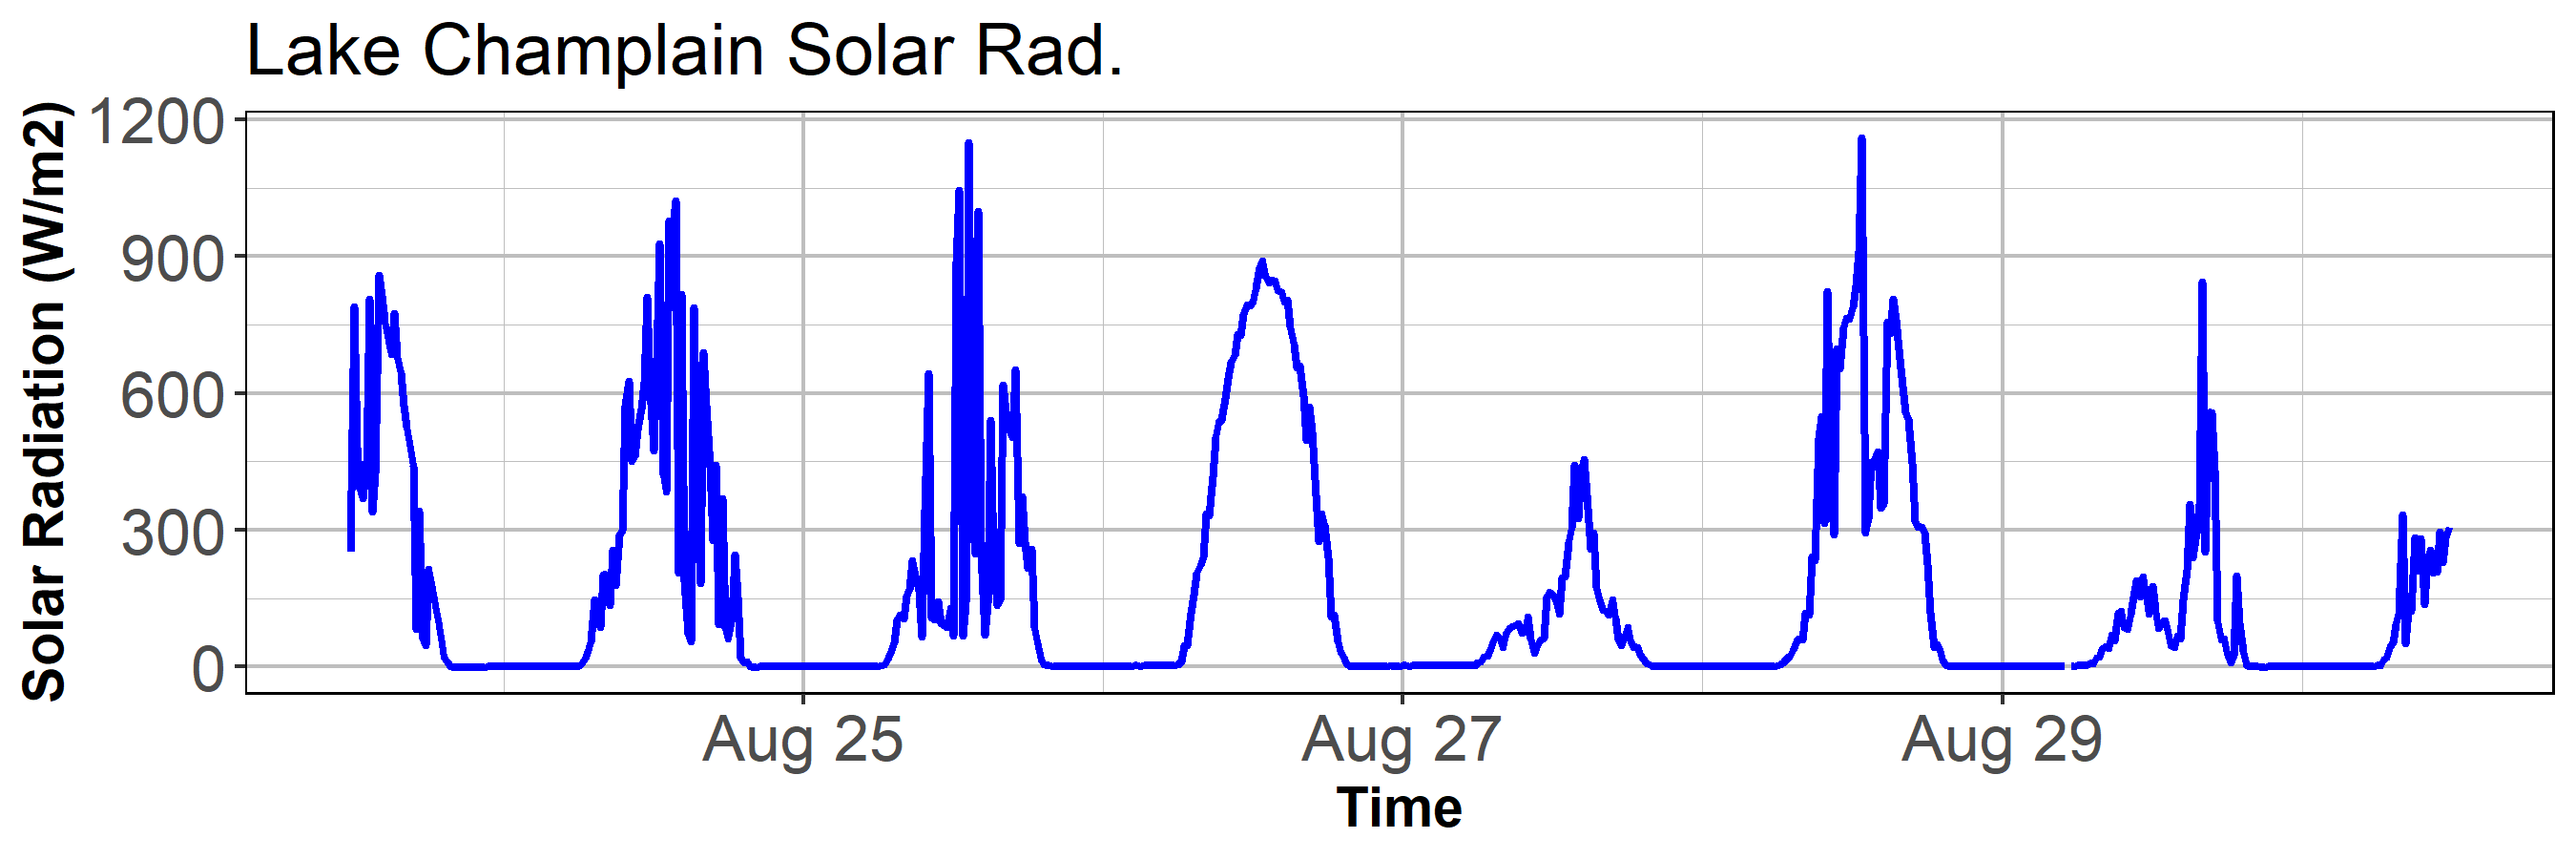 Lake Champlain Solar Rad.
Solar Radiation (W/m2)
1200
900
600
300
0
Aug 25 Aug 27 Aug 29
Time